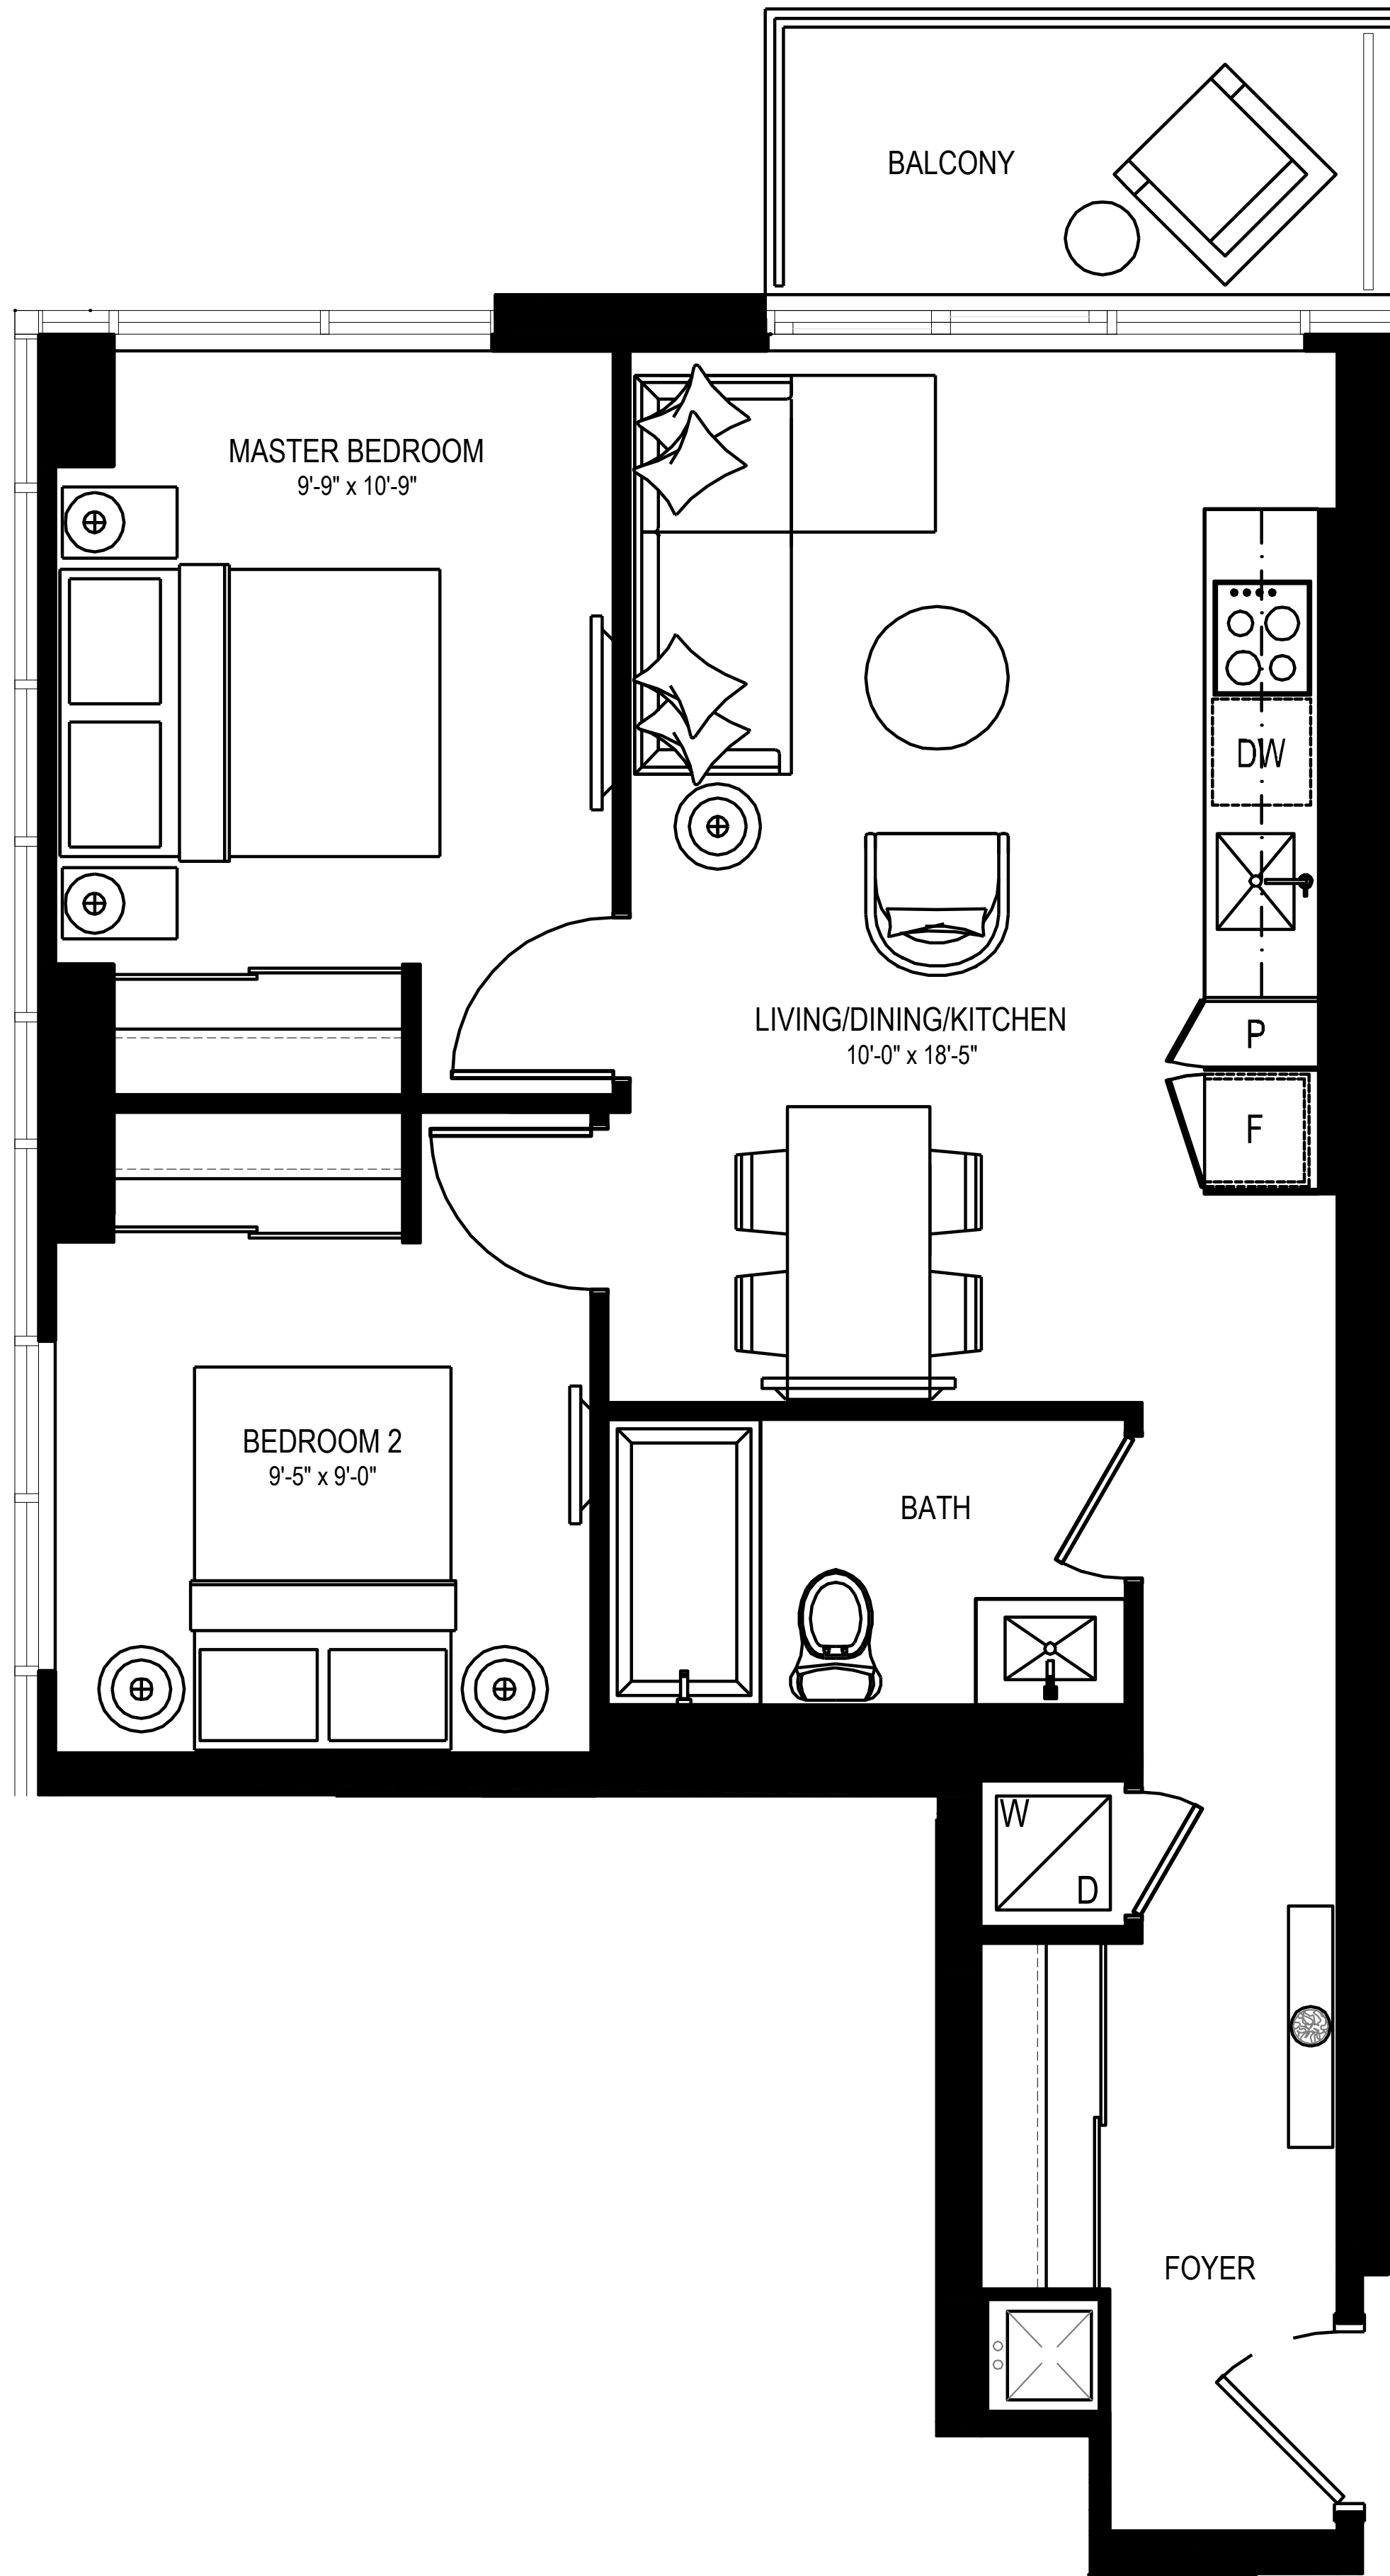 BALCONY
MASTER BEDROOM
9'-9" x 10'-9"
DW
LIVING/DINING/KITCHEN
10'-0" x 18'-5"
P
F
BEDROOM 2
9'-5" x 9'-0"
BATH
W
D
FOYER